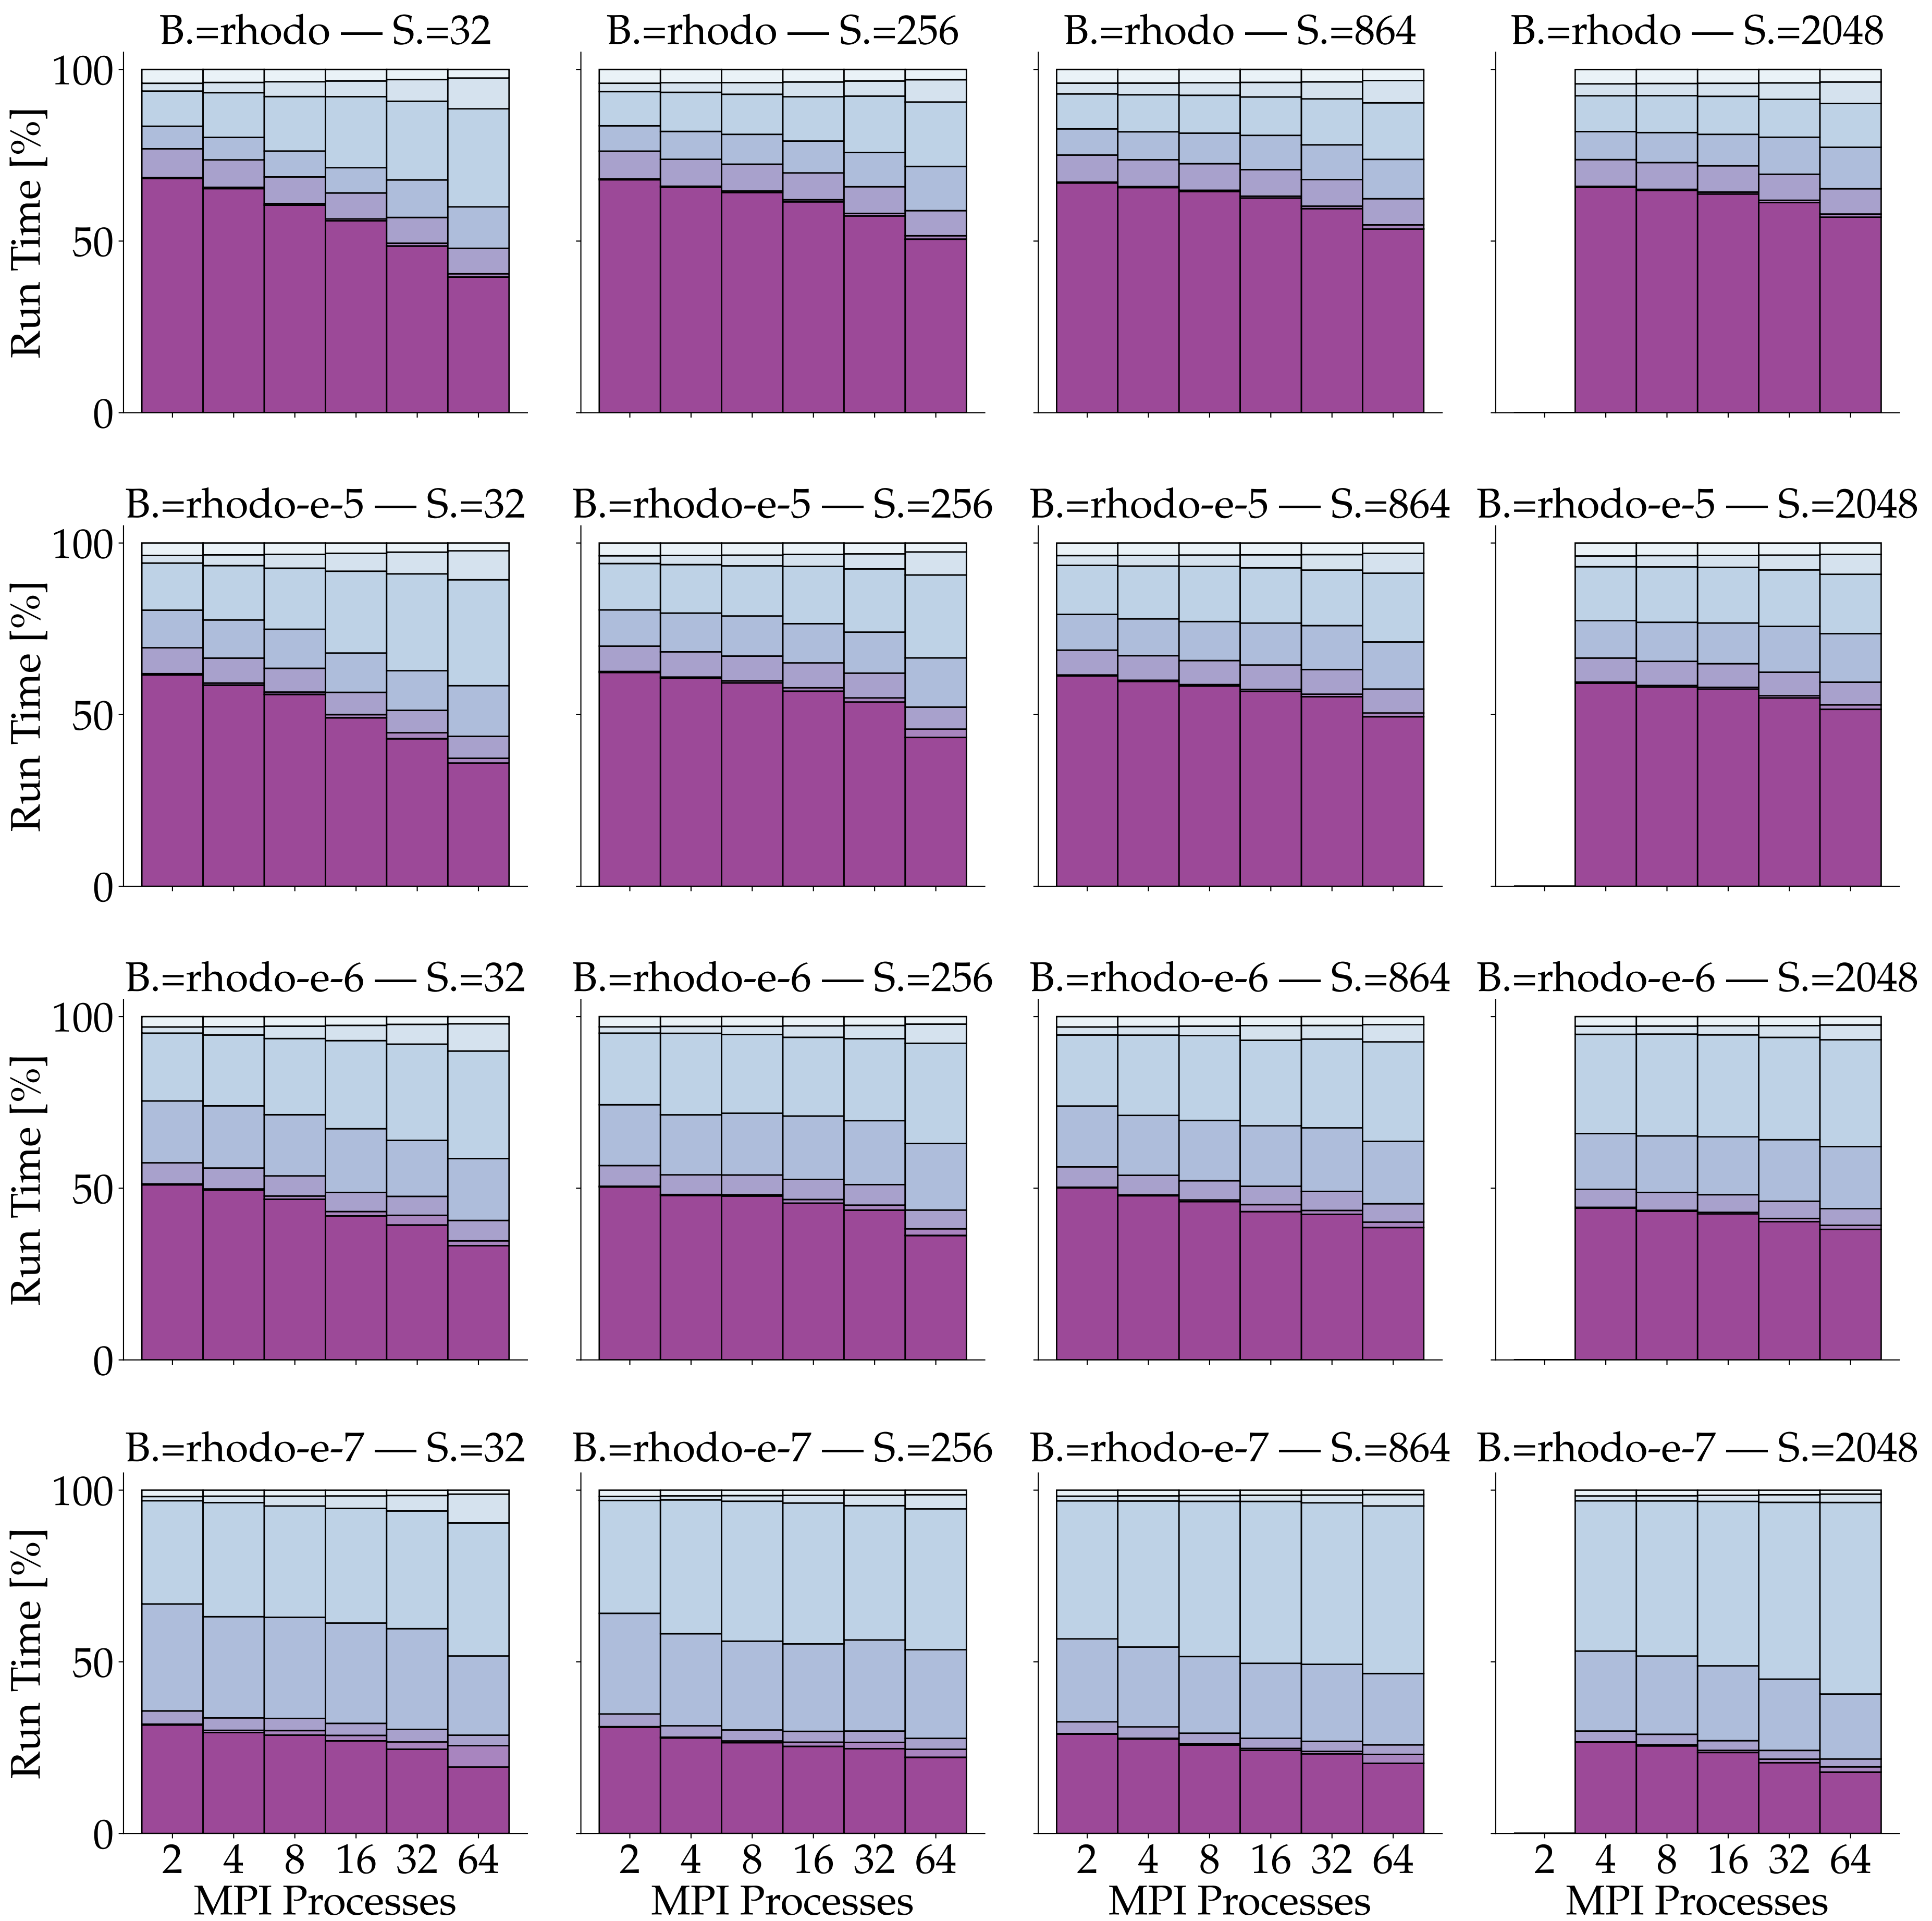 B.=rhodo — S.=32
B.=rhodo — S.=256
B.=rhodo — S.=864
B.=rhodo — S.=2048
Run Time [%]
100
50
0
B.=rhodo-e-5 — S.=32
B.=rhodo-e-5 — S.=256
B.=rhodo-e-5 — S.=864
B.=rhodo-e-5 — S.=2048
Run Time [%]
100
50
0
B.=rhodo-e-6 — S.=32
B.=rhodo-e-6 — S.=256
B.=rhodo-e-6 — S.=864
B.=rhodo-e-6 — S.=2048
Run Time [%]
100
50
0
B.=rhodo-e-7 — S.=32
B.=rhodo-e-7 — S.=256
B.=rhodo-e-7 — S.=864
B.=rhodo-e-7 — S.=2048
Run Time [%]
100
50
0
2 4 8 16 32 64
2 4 8 16 32 64
2 4 8 16 32 64
2 4 8 16 32 64
MPI Processes
MPI Processes
MPI Processes
MPI Processes